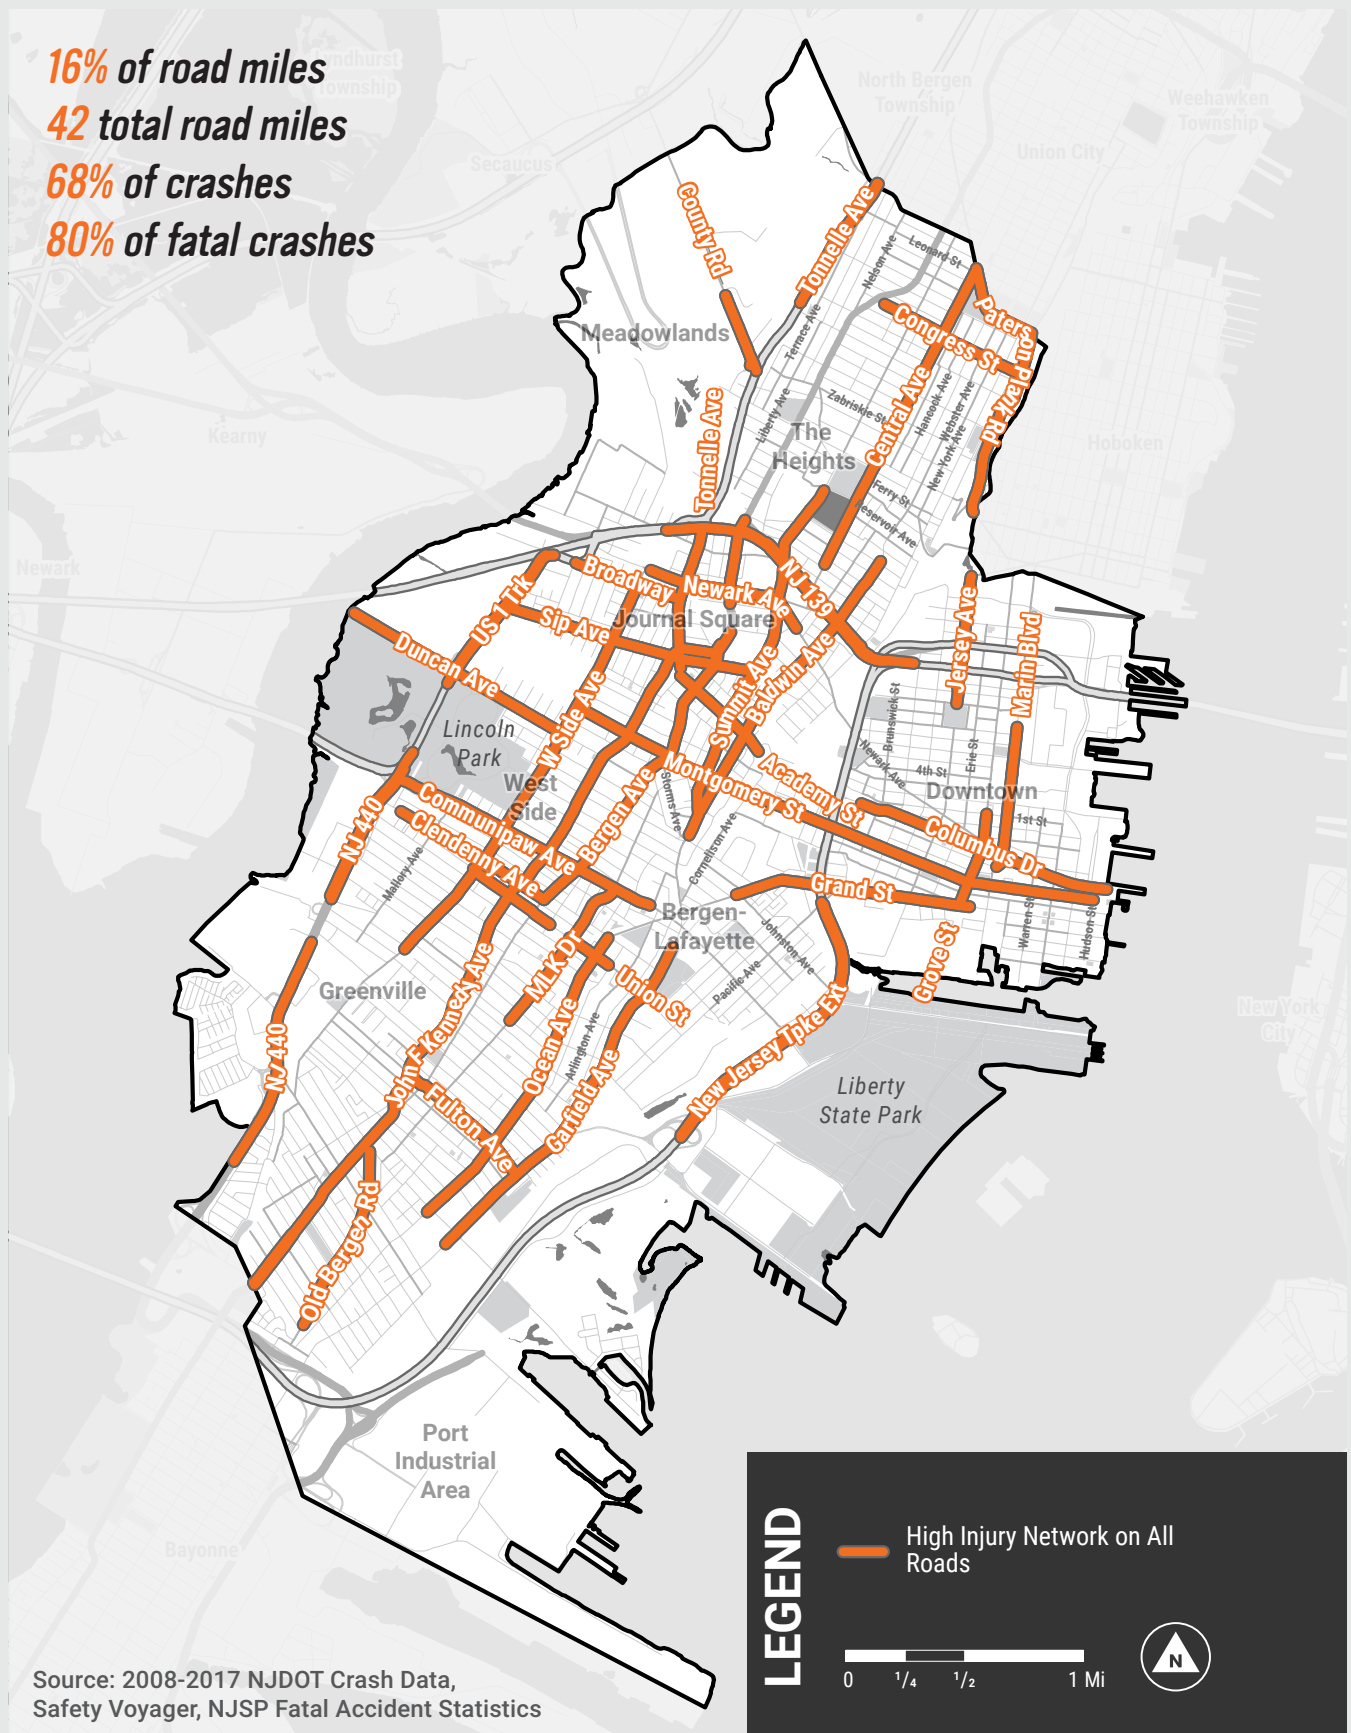 16% of road miles
42 total road miles
68% of crashes
80% of fatal crashes
Lyndhurst
Township
North Bergen
Township
Weehawken
Township
Union City
Secaucus
County Rd
Tonnelle Ave
Nelson Ave
Leonard St
Paterson Plank Rd
Congress St
Meadowlands
Terrace Ave
Central Ave
Hancock Ave
Webster Ave
New York Ave
Zabriskie St
Liberty Ave
Tonnelle Ave
The
Heights
Kearny
Hoboken
Ferry St
Reservoir Ave
Newark
NJ 139
Broadway
Newark Ave
US 1 Trk
Sip Ave
Journal Square
Jersey Ave
Marin Blvd
Duncan Ave
Summit Ave
Baldwin Ave
W Side Ave
Brunswick St
Erie St
Lincoln
Park
West
Side
Newark Ave
4th St
Downtown
1st St
Academy St
Montgomery St
Storms Ave
Bergen Ave
Communipaw Ave
Clendenny Ave
NJ 440
Mallory Ave
Cornelison Ave
Columbus Dr
Grand St
Bergen-
Lafayette
Johnston Ave
Pacific Ave
Warren St
Hudson St
Grove St
MLK Dr
Union St
Greenville
John F Kennedy Ave
Ocean Ave
Arlington Ave
Garfield Ave
New Jersey Tpke Ext
New York
City
NJ 440
Fulton Ave
Liberty
State Park
Old Bergen Rd
Port
Industrial
Area
Bayonne
LEGEND
High Injury Network on All
Roads
0 1/4 1/2 1 Mi
N
Source: 2008-2017 NJDOT Crash Data,
Safety Voyager, NJSP Fatal Accident Statistics